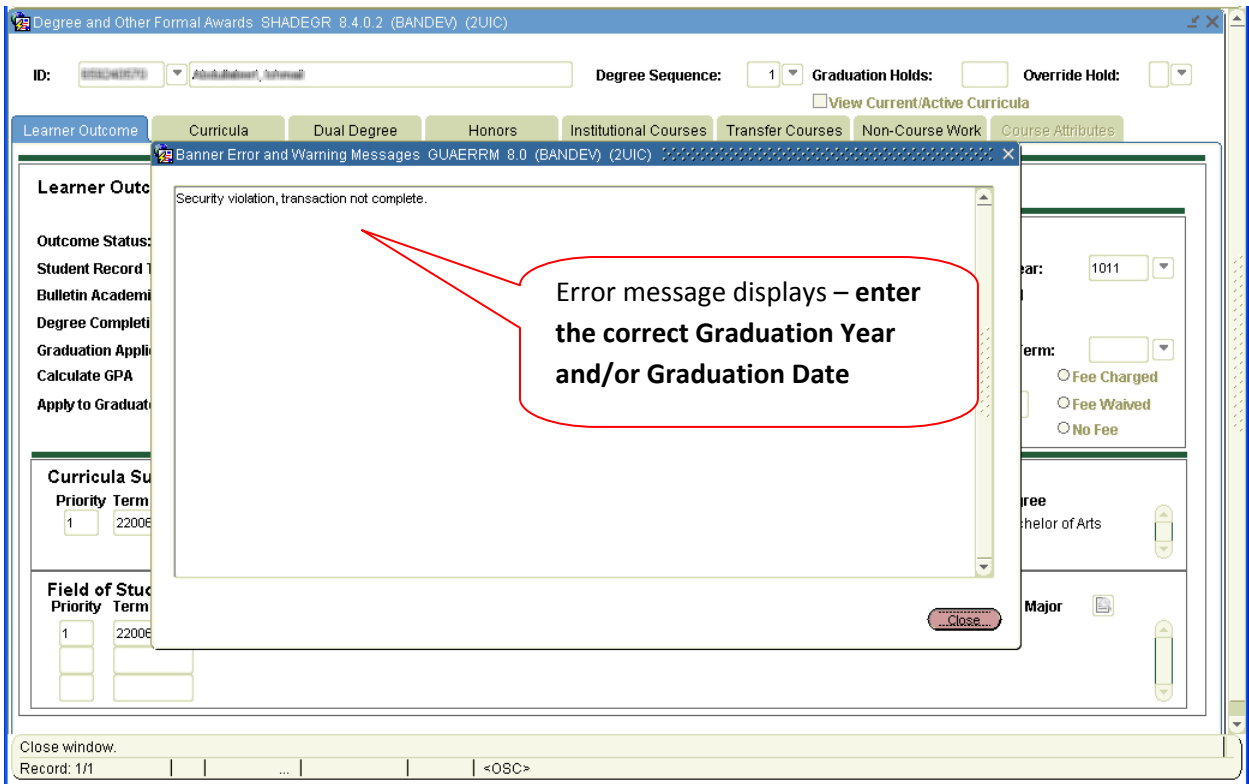 Degree and Other Formal Awards SHADEGR 8.4.0.2 (BANDEV) (2UIC)
ID: Degree Sequence: 1 Graduation Holds: Override Hold:
View Current/Active Curricula
Learner Outcome Curricula Dual Degree Honors Institutional Courses Transfer Courses Non-Course Work Course Attributes
Banner Error and Warning Messages GUAERRM 8.0 (BANDEV) (2UIC)
Learner Outc
Security violation, transaction not complete.
Outcome Status:
Student Record T ear: 1011
Bulletin Academi
Degree Completi
Graduation Appli erm:
Calculate GPA Fee Charged
Apply to Graduat Fee Waived
No Fee
Error message displays – enter
the correct Graduation Year
and/or Graduation Date
Curricula Su
Priority Term ree
1 22006 helor of Arts
Field of Stud
Priority Term Major
1 22006
Close
Close window.
Record: 1/1 ... <OSC>